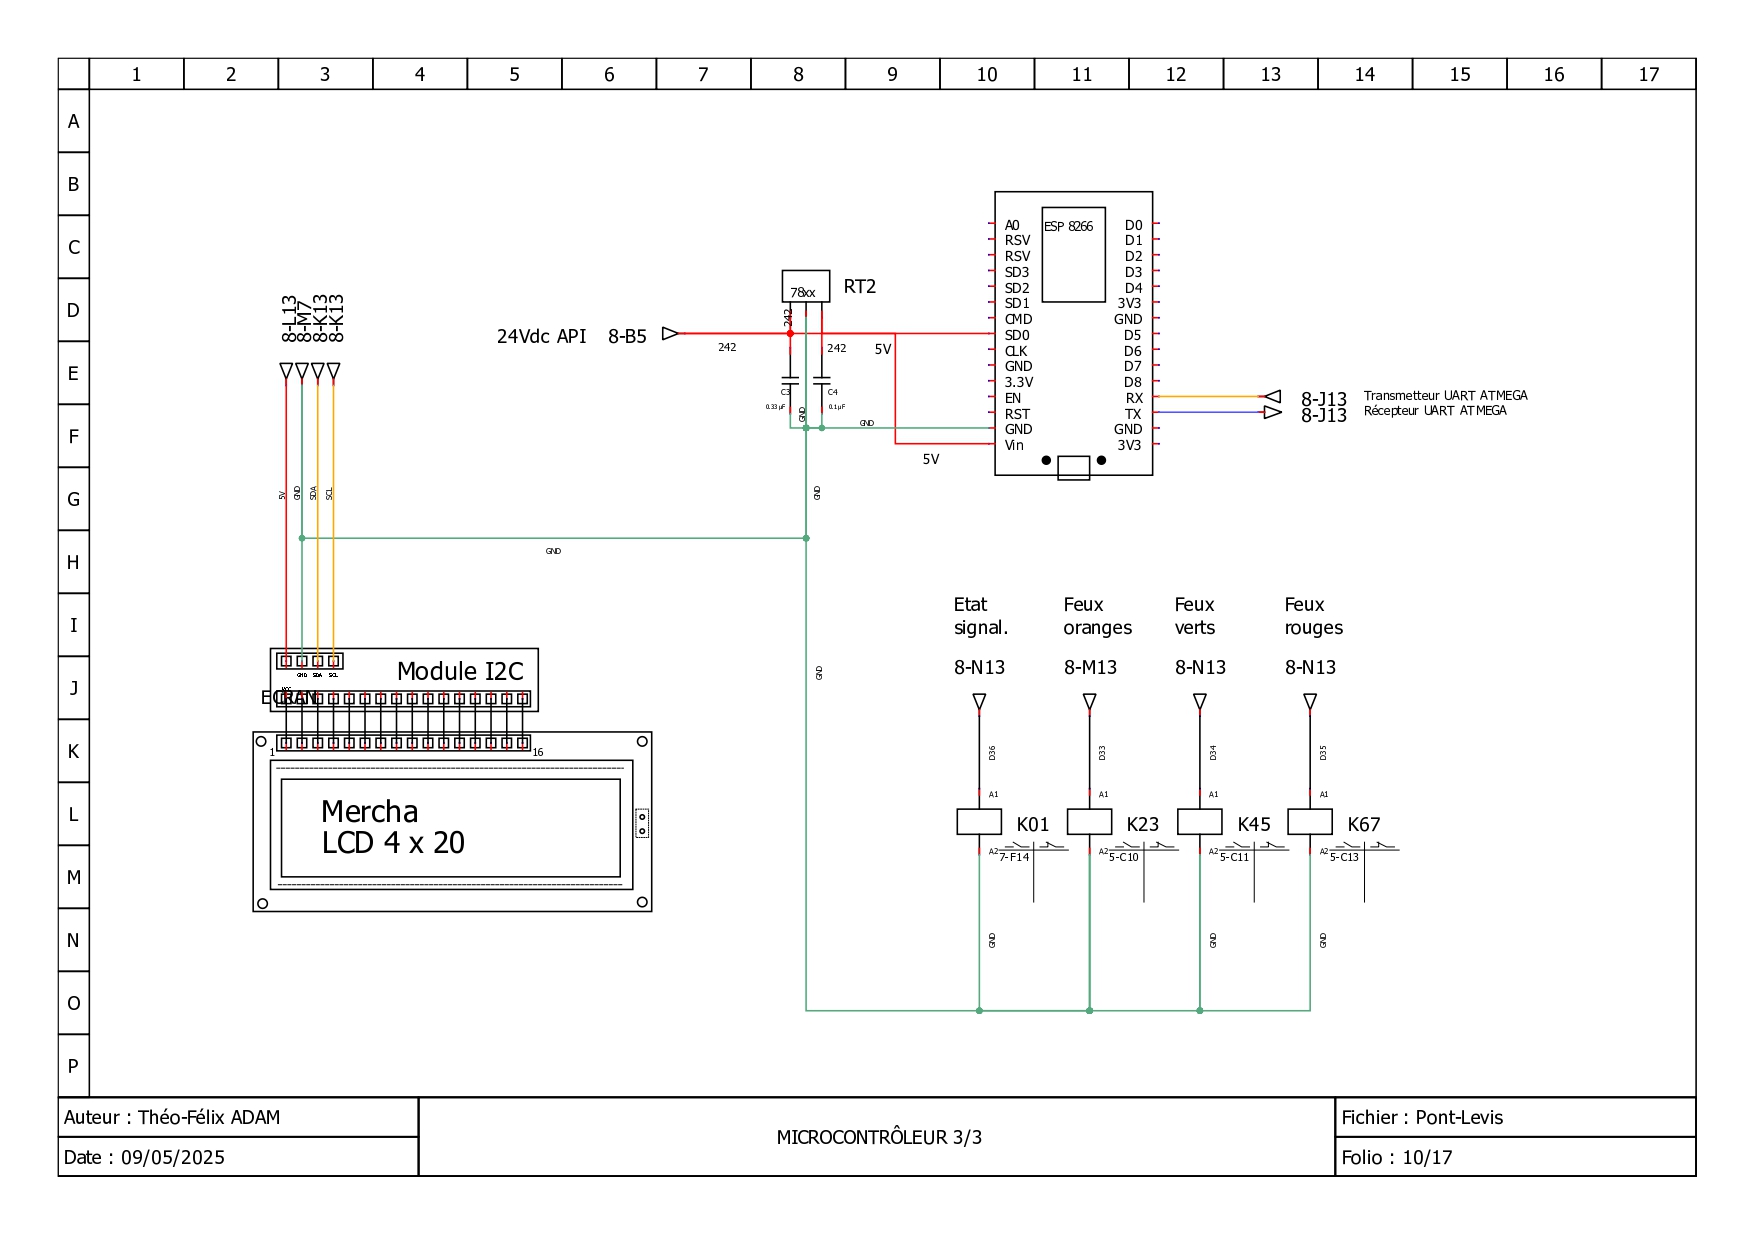 1 2 3 4 5 6 7 8 9 10 11 12 13 14 15 16 17
A
B
C
D
E
F
G
H
I
J
K
L
M
N
O
P
8-L13
8-M7
8-K13
8-K13
5V
GND
SDA
SCL
24Vdc API 8-B5
242
78xx
RT2
242
242
5V
C3
0.33µF
GND
C4
0.1µF
GND
5V
GND
GND
GND
ESP 8266
A0
RSV
RSV
SD3
SD2
SD1
CMD
SD0
CLK
GND
3.3V
EN
RST
GND
Vin
D0
D1
D2
D3
D4
3V3
GND
D5
D6
D7
D8
RX
TX
GND
3V3
8-J13 Transmetteur UART ATMEGA
8-J13 Récepteur UART ATMEGA
GND SDA SCL
Module I2C
ECRAN
1 16
Mercha
LCD 4 x 20
Etat
signal.
8-N13
D36
A1
K01
A2
7-F14
GND
Feux
oranges
8-M13
D33
A1
K23
A2
5-C10
Feux
verts
8-N13
D34
A1
K45
A2
5-C11
GND
Feux
rouges
8-N13
D35
A1
K67
A2
5-C13
GND
Auteur : Théo-Félix ADAM
Date : 09/05/2025
MICROCONTRÔLEUR 3/3
Fichier : Pont-Levis
Folio : 10/17